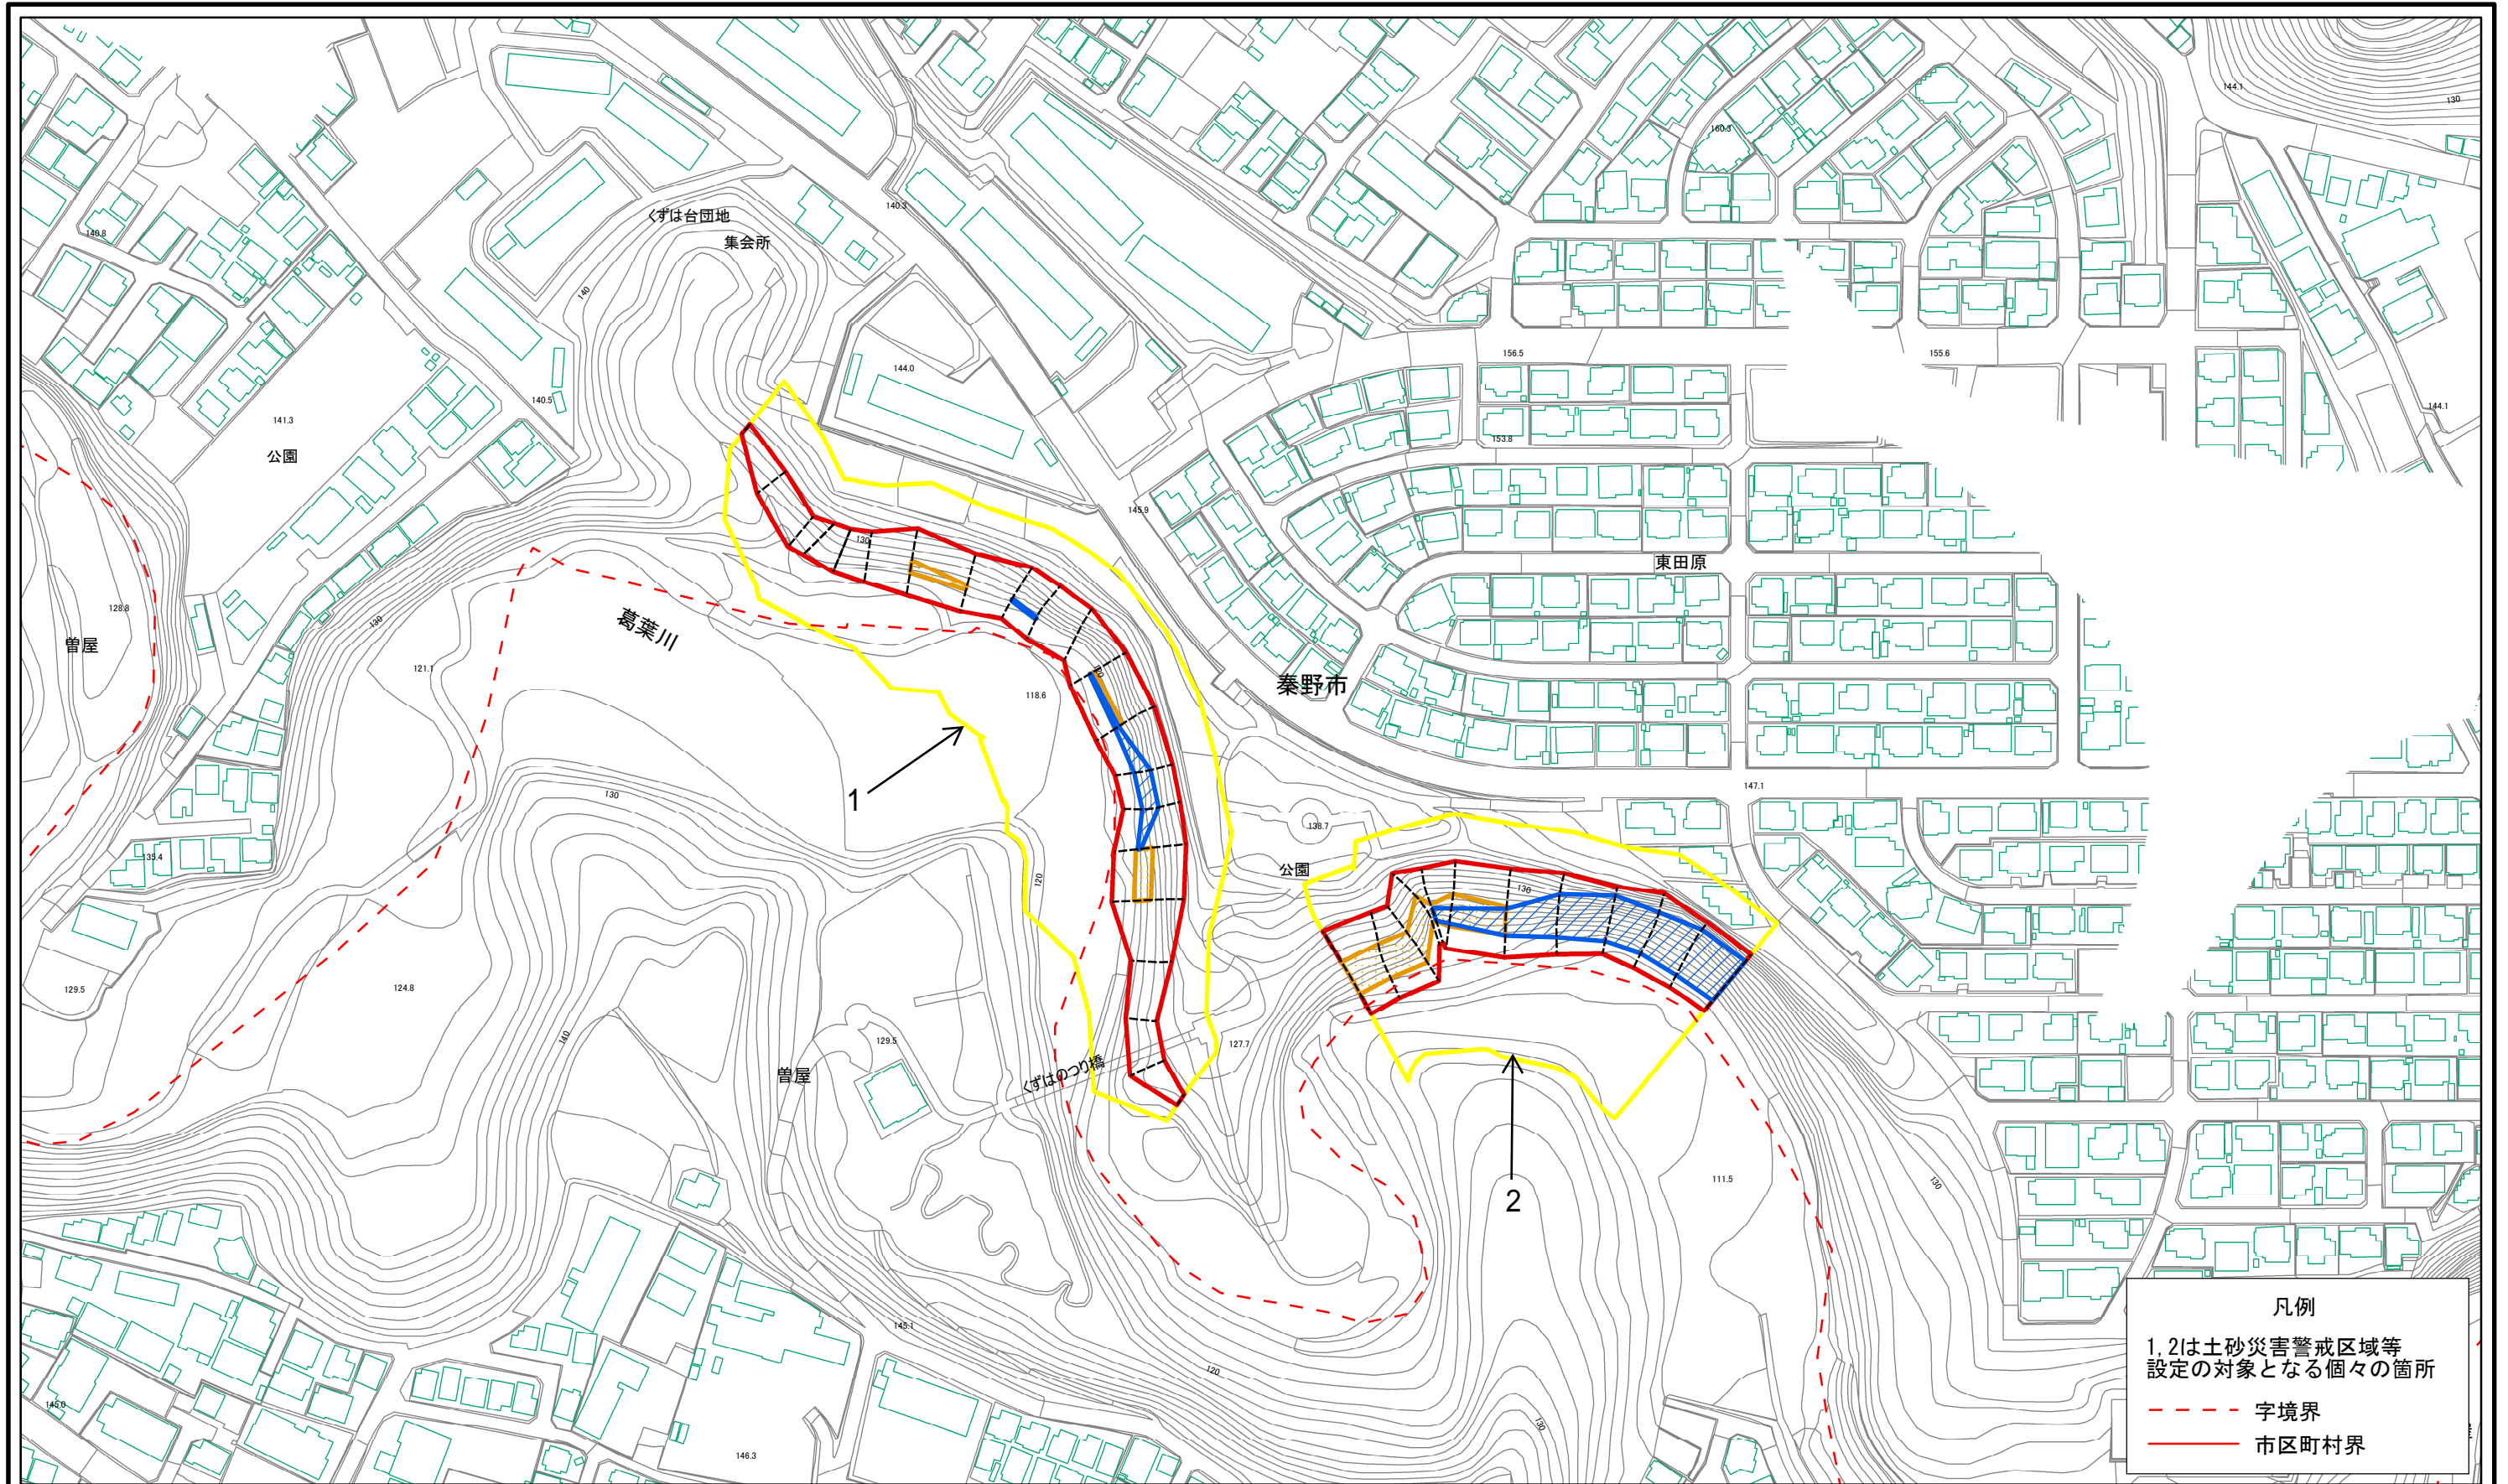 144.1
130
160.3
140.3
くずは台団地
集会所
140.8
140
144.0
156.5
155.6
140.5
141.3
公園
144.1
153.8
145.9
130
東田原
128.8
130
葛葉川
曽屋
121.1
130
118.6
秦野市
1
130
147.1
138.7
135.4
公園
120
130
129.5
124.8
140
129.5
127.7
くずはのつり橋
曽屋
2
111.5
130
145.1
120
145.0
130
146.3
凡例
1,2は土砂災害警戒区域等
設定の対象となる個々の箇所
字境界
市区町村界